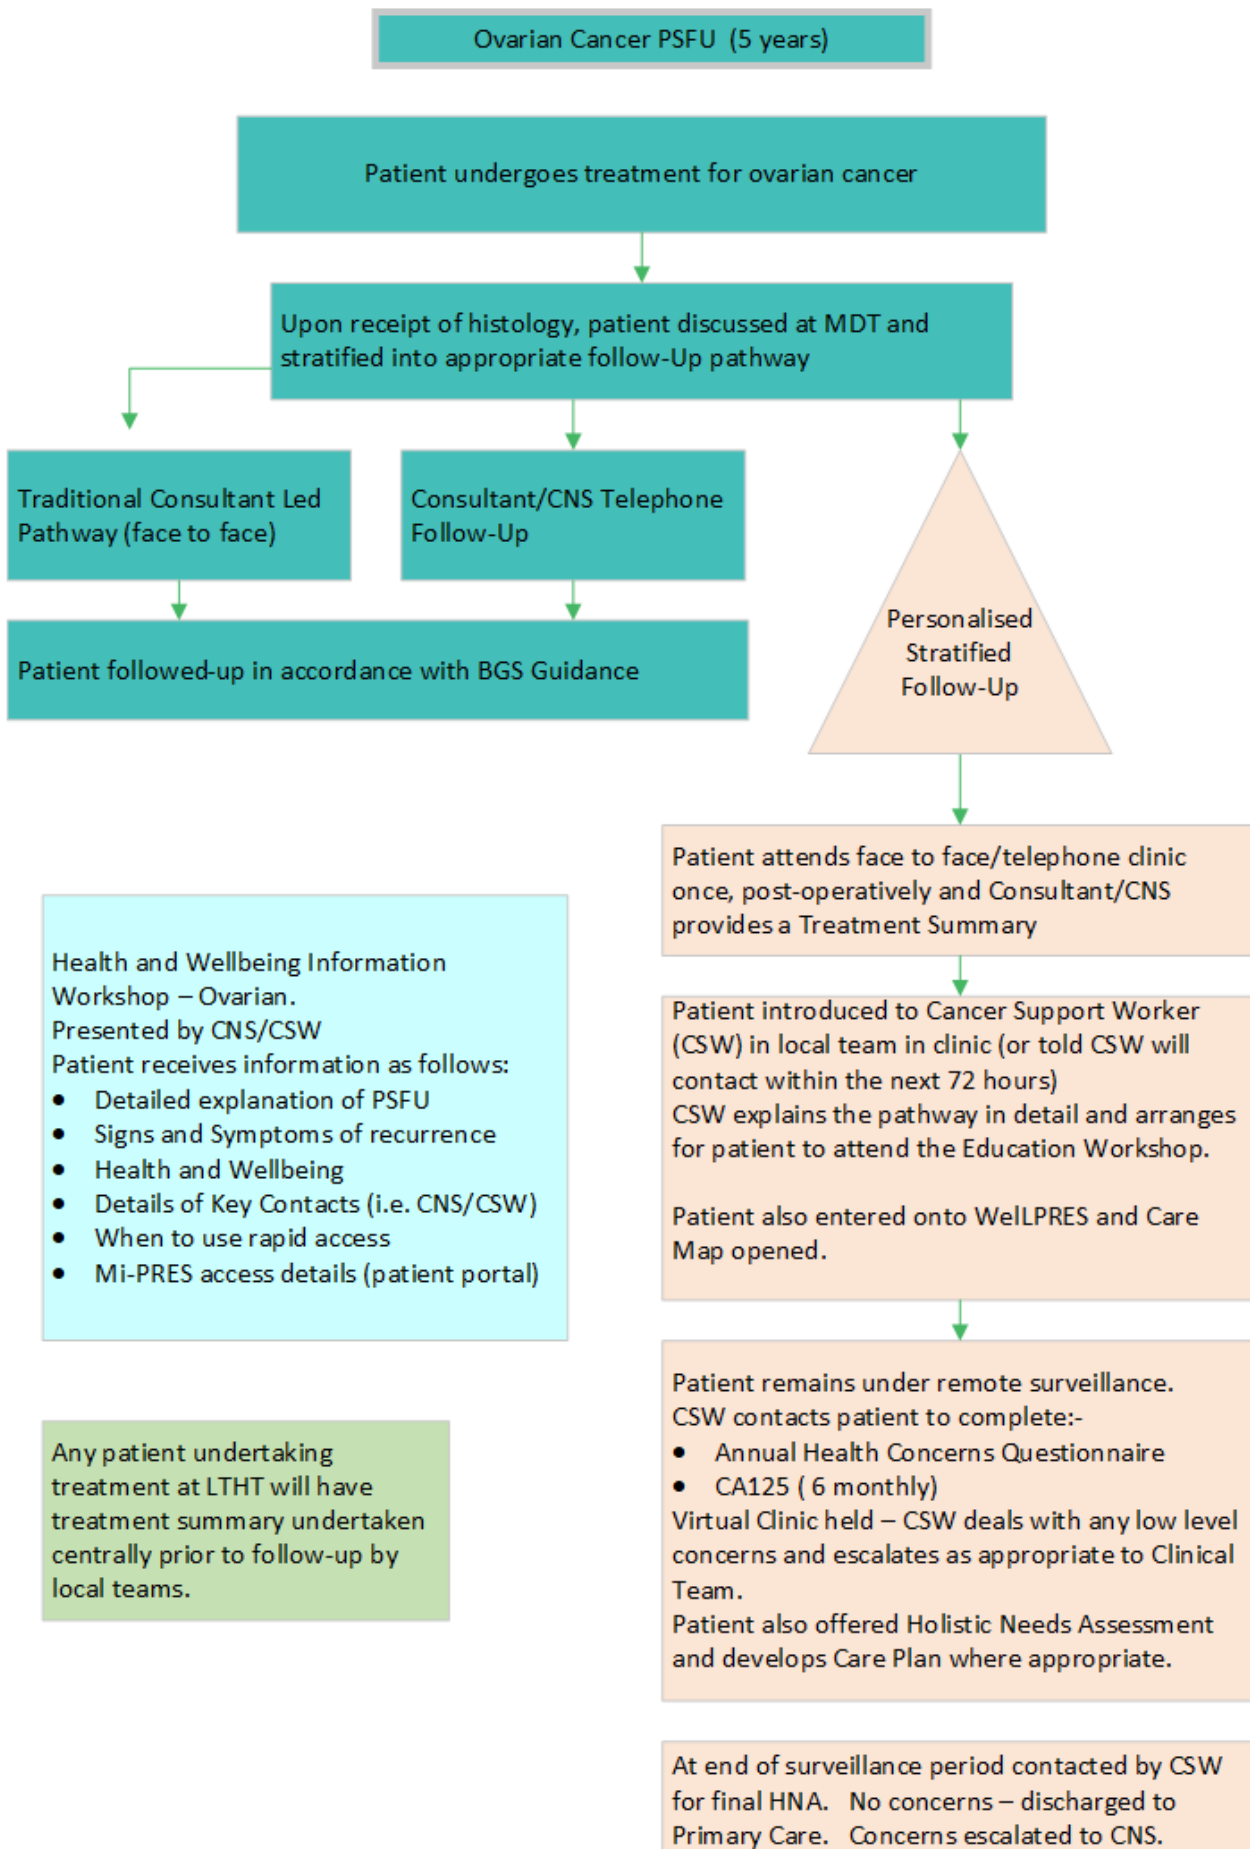 Ovarian Cancer PSFU (5 years)
Patient undergoes treatment for ovarian cancer
Upon receipt of histology, patient discussed at MDT and
stratified into appropriate follow-Up pathway
Traditional Consultant Led
Pathway (face to face)
Consultant/CNS Telephone
Follow-Up
Patient followed-up in accordance with BGS Guidance
Personalised
Stratified
Follow-Up
Patient attends face to face/telephone clinic
once, post-operatively and Consultant/CNS
provides a Treatment Summary
Patient introduced to Cancer Support Worker
(CSW) in local team in clinic (or told CSW will
contact within the next 72 hours)
CSW explains the pathway in detail and arranges
for patient to attend the Education Workshop.
Patient also entered onto WelLPRES and Care
Map opened.
Health and Wellbeing Information
Workshop – Ovarian.
Presented by CNS/CSW
Patient receives information as follows:
• Detailed explanation of PSFU
• Signs and Symptoms of recurrence
• Health and Wellbeing
• Details of Key Contacts (i.e. CNS/CSW)
• When to use rapid access
• Mi-PRES access details (patient portal)
Patient remains under remote surveillance.
CSW contacts patient to complete:-
• Annual Health Concerns Questionnaire
• CA125 ( 6 monthly)
Virtual Clinic held – CSW deals with any low level
concerns and escalates as appropriate to Clinical
Team.
Patient also offered Holistic Needs Assessment
and develops Care Plan where appropriate.
Any patient undertaking
treatment at LTHT will have
treatment summary undertaken
centrally prior to follow-up by
local teams.
At end of surveillance period contacted by CSW
for final HNA. No concerns – discharged to
Primary Care. Concerns escalated to CNS.